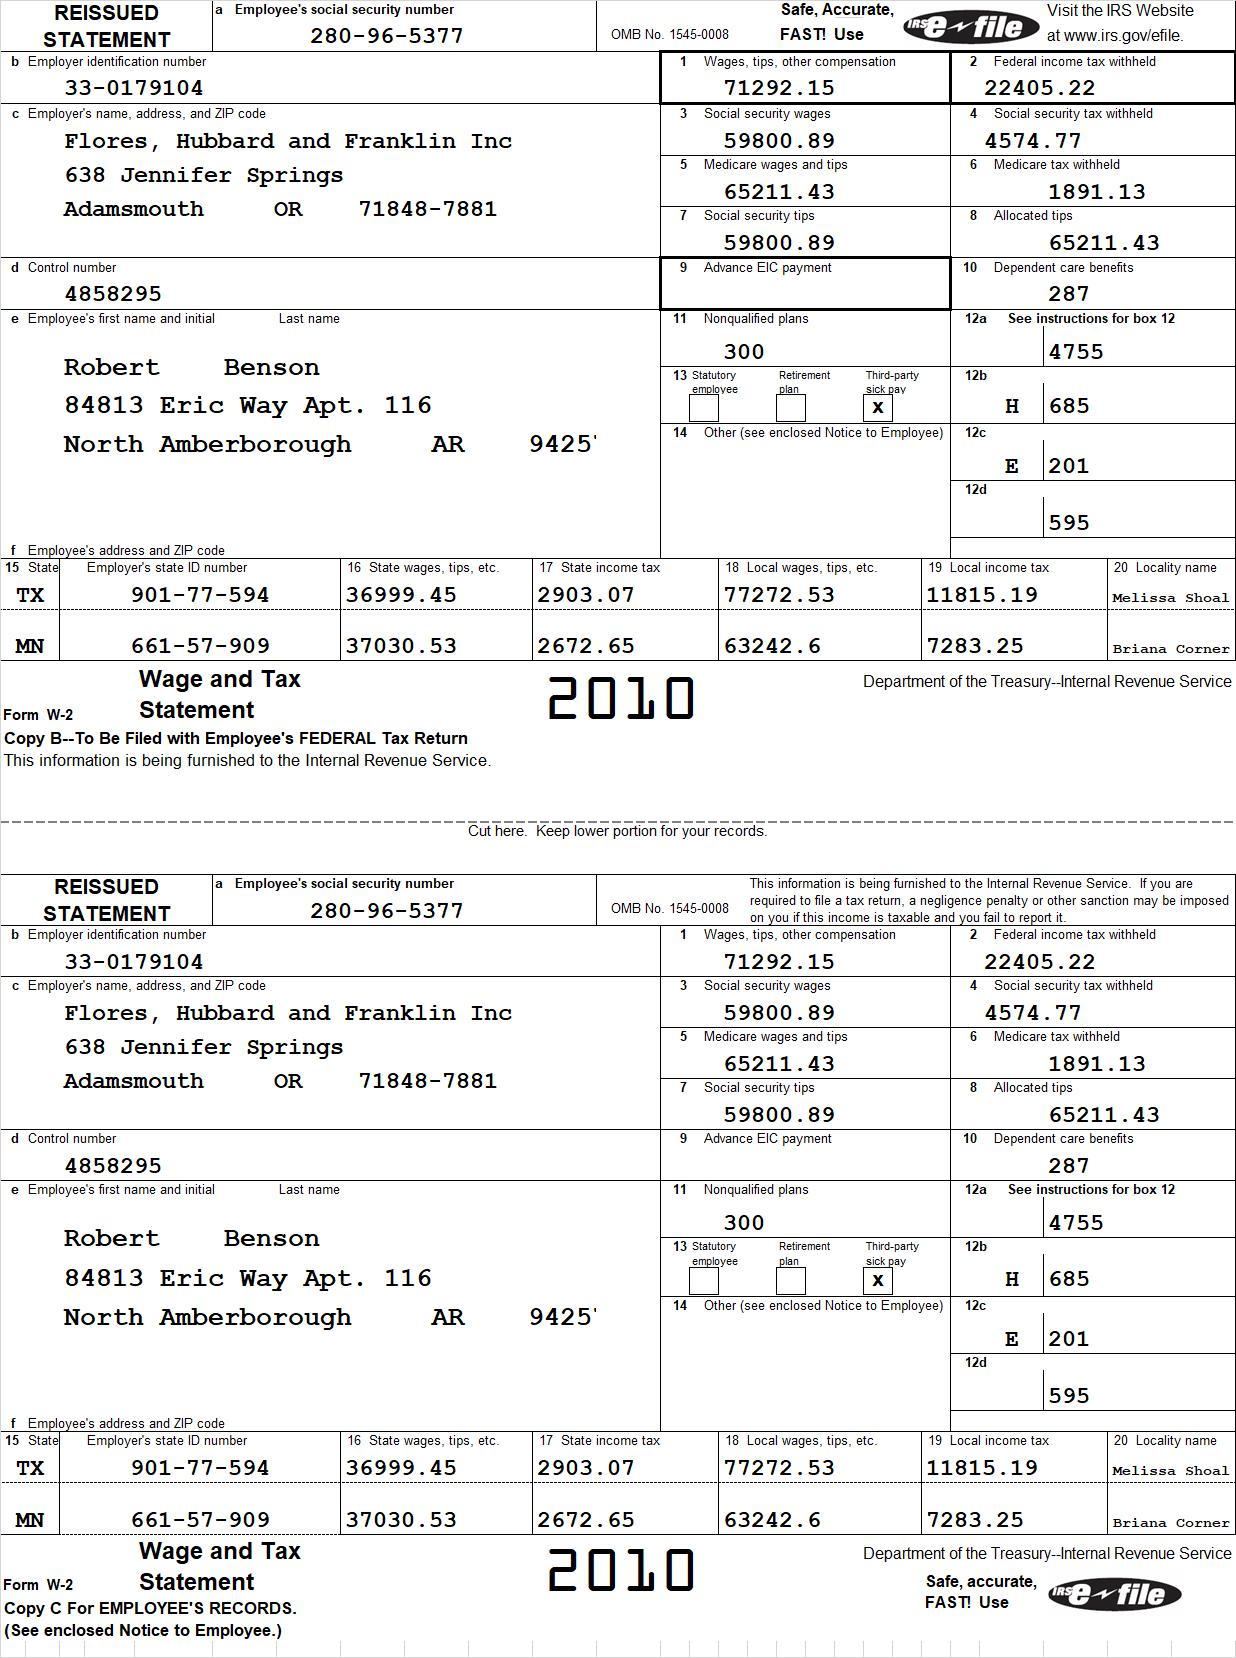 REISSUED STATEMENT
a Employee's social security number
280-96-5377
OMB No. 1545-0008
Safe, Accurate, FAST! Use
IRS e-file
Visit the IRS Website at www.irs.gov/efile.
b Employer identification number
33-0179104
1 Wages, tips, other compensation
71292.15
2 Federal income tax withheld
22405.22
c Employer's name, address, and ZIP code
Flores, Hubbard and Franklin Inc
638 Jennifer Springs
Adamsmouth OR 71848-7881
3 Social security wages
59800.89
4 Social security tax withheld
4574.77
5 Medicare wages and tips
65211.43
6 Medicare tax withheld
1891.13
7 Social security tips
59800.89
8 Allocated tips
65211.43
d Control number
4858295
9 Advance EIC payment
10 Dependent care benefits
287
e Employee's first name and initial Last name
Robert Benson
84813 Eric Way Apt. 116
North Amberborough AR 9425
11 Nonqualified plans
300
12a See instructions for box 12
4755
13 Statutory employee
Retirement plan
Third-party sick pay
X
12b
H 685
14 Other (see enclosed Notice to Employee)
12c
E 201
12d
595
f Employee's address and ZIP code
15 State Employer's state ID number 16 State wages, tips, etc. 17 State income tax 18 Local wages, tips, etc. 19 Local income tax 20 Locality name
TX 901-77-594 36999.45 2903.07 77272.53 11815.19 Melissa Shoal
MN 661-57-909 37030.53 2672.65 63242.6 7283.25 Briana Corner
Form W-2
Wage and Tax Statement
2010
Department of the Treasury--Internal Revenue Service
Copy B--To Be Filed with Employee's FEDERAL Tax Return
This information is being furnished to the Internal Revenue Service.
Cut here. Keep lower portion for your records.
REISSUED STATEMENT
a Employee's social security number
280-96-5377
OMB No. 1545-0008
This information is being furnished to the Internal Revenue Service. If you are
required to file a tax return, a negligence penalty or other sanction may be imposed
on you if this income is taxable and you fail to report it.
b Employer identification number
33-0179104
1 Wages, tips, other compensation
71292.15
2 Federal income tax withheld
22405.22
c Employer's name, address, and ZIP code
Flores, Hubbard and Franklin Inc
638 Jennifer Springs
Adamsmouth OR 71848-7881
3 Social security wages
59800.89
4 Social security tax withheld
4574.77
5 Medicare wages and tips
65211.43
6 Medicare tax withheld
1891.13
7 Social security tips
59800.89
8 Allocated tips
65211.43
d Control number
4858295
9 Advance EIC payment
10 Dependent care benefits
287
e Employee's first name and initial Last name
Robert Benson
84813 Eric Way Apt. 116
North Amberborough AR 9425
11 Nonqualified plans
300
12a See instructions for box 12
4755
13 Statutory employee
Retirement plan
Third-party sick pay
X
12b
H 685
14 Other (see enclosed Notice to Employee)
12c
E 201
12d
595
f Employee's address and ZIP code
15 State Employer's state ID number 16 State wages, tips, etc. 17 State income tax 18 Local wages, tips, etc. 19 Local income tax 20 Locality name
TX 901-77-594 36999.45 2903.07 77272.53 11815.19 Melissa Shoal
MN 661-57-909 37030.53 2672.65 63242.6 7283.25 Briana Corner
Form W-2
Wage and Tax Statement
2010
Department of the Treasury--Internal Revenue Service
Safe, accurate, FAST! Use
IRS e-file
Copy C For EMPLOYEE'S RECORDS.
(See enclosed Notice to Employee.)